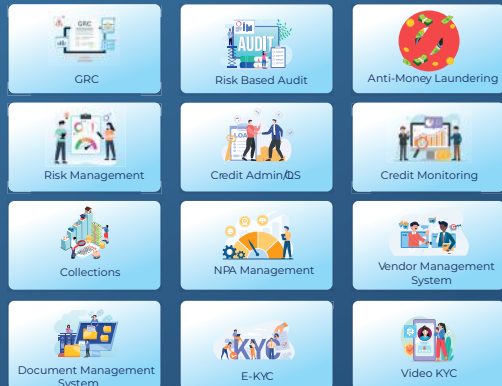 GRC
AUDIT
GRC
Risk Based Audit
Anti-Money Laundering
LOAN
Risk Management
Credit Admin/LOS
Credit Monitoring
Collections
NPA Management
Vendor Management
System
KYC
Document Management
System
E-KYC
Video KYC